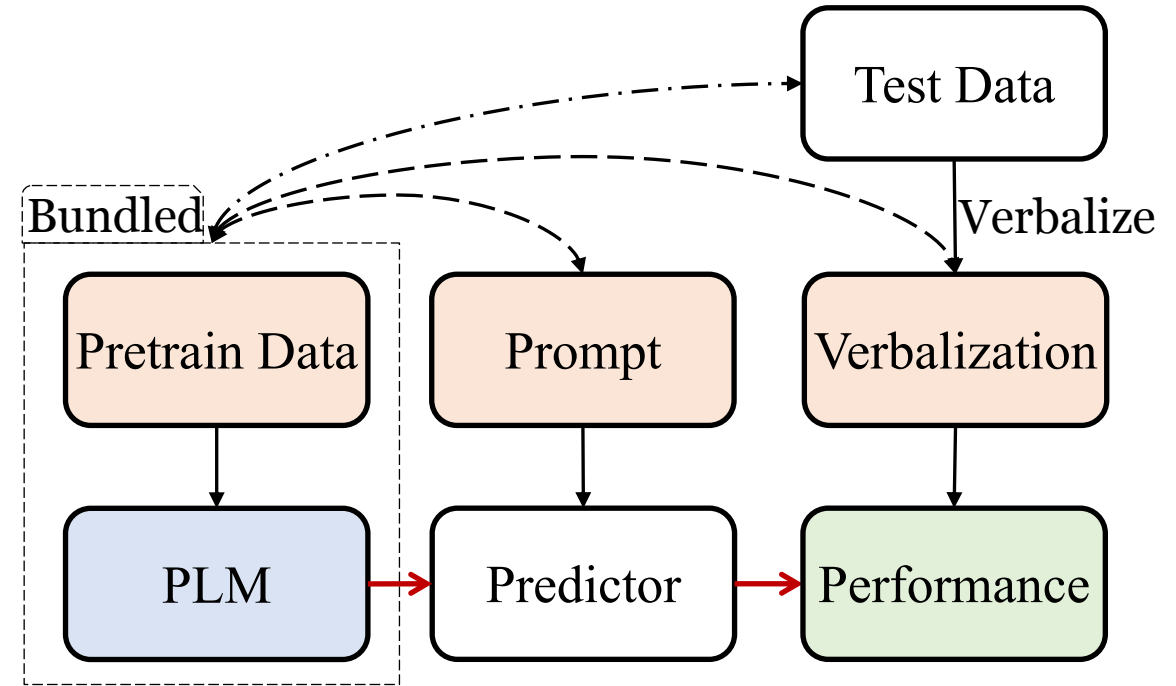 Test Data
Bundled
Verbalize
Pretrain Data
Prompt
Verbalization
PLM
Predictor
Performance